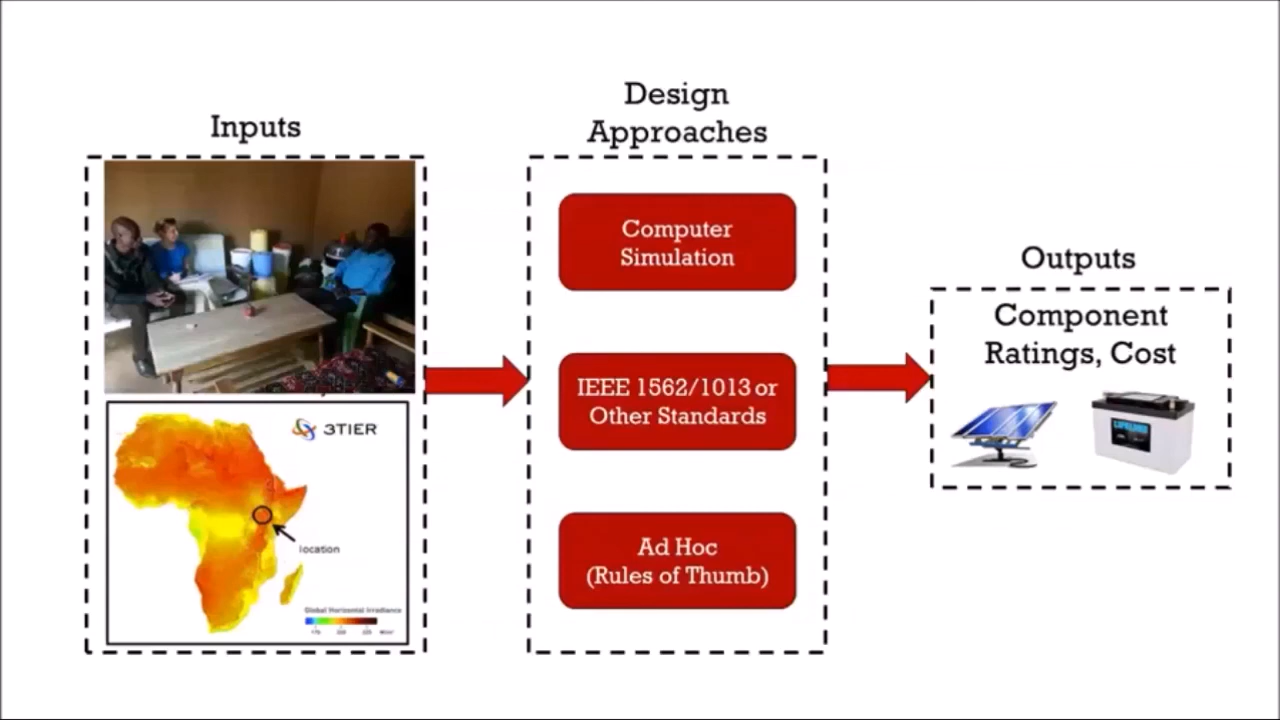 Inputs
3TIER
location
Global Horizontal Irradiance
Design
Approaches
Computer
Simulation
IEEE 1562/1013 or
Other Standards
Ad Hoc
(Rules of Thumb)
Outputs
Component
Ratings, Cost